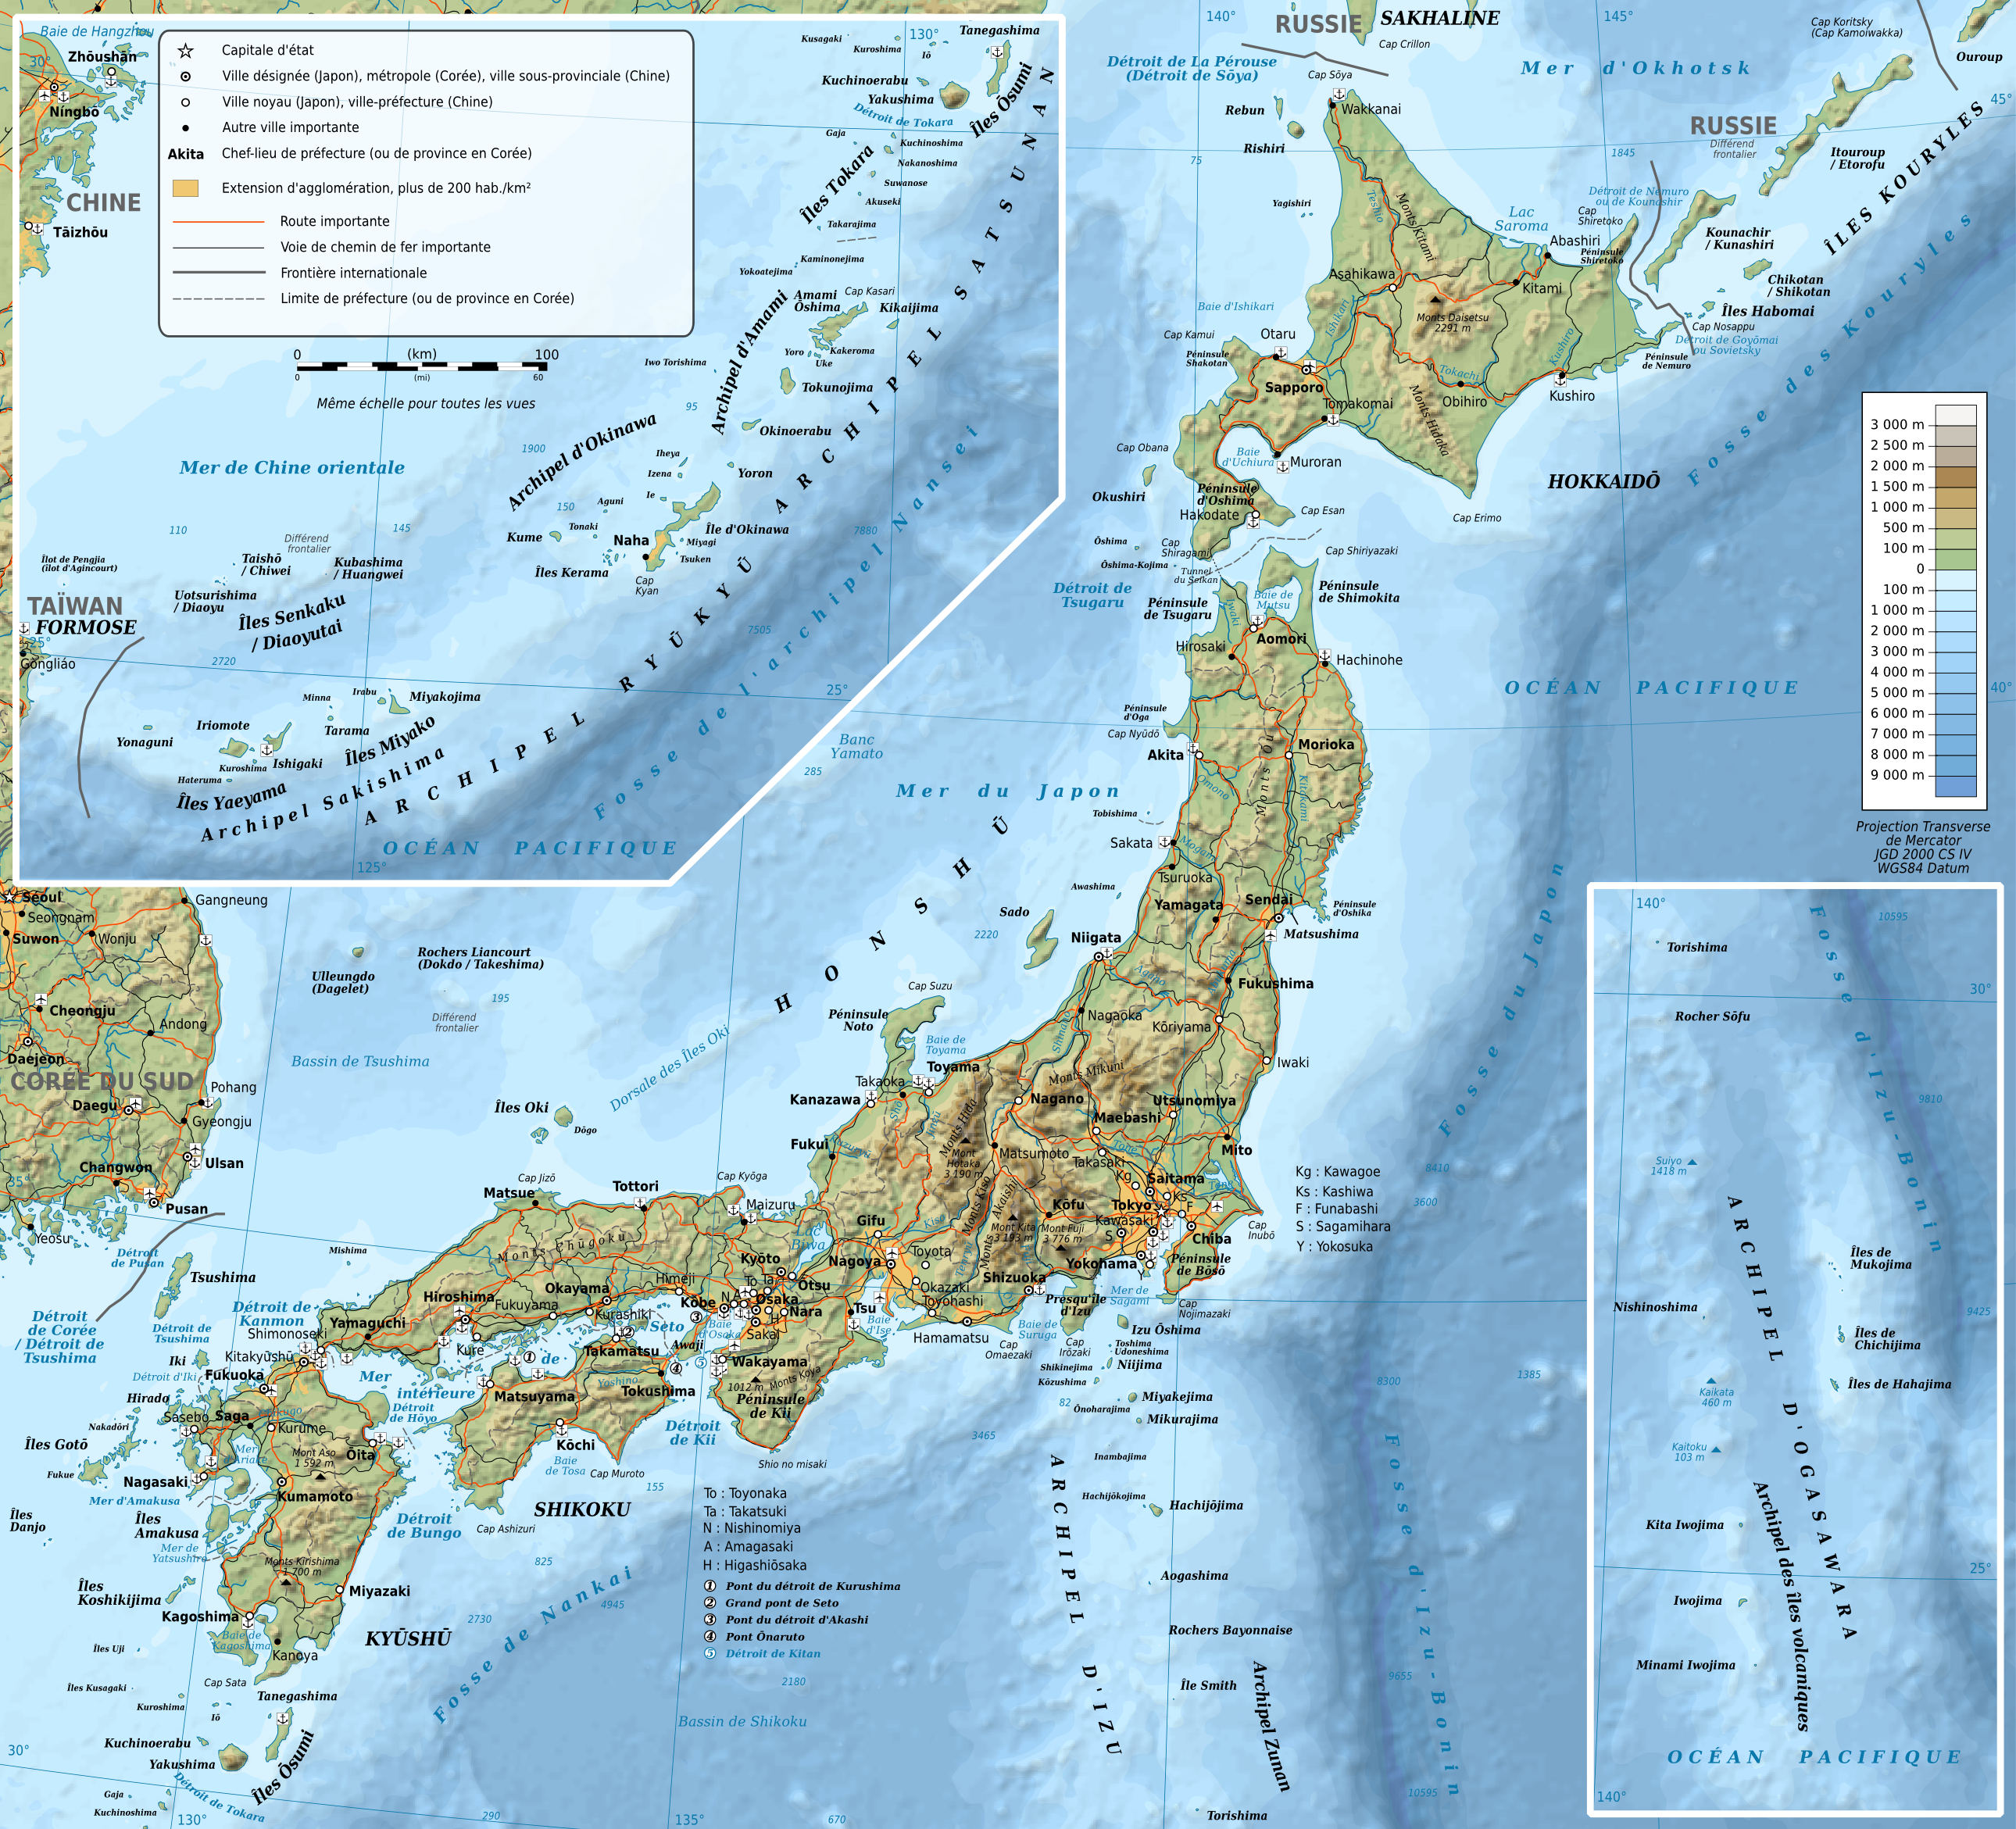 Baie de Hangzhou
Zhōushān
30°
Níngbō
CHINE
Tāizhōu
Capitale d'état
Ville désignée (Japon), métropole (Corée), ville sous-provinciale (Chine)
Ville noyau (Japon), ville-préfecture (Chine)
Autre ville importante
Akita
Chef-lieu de préfecture (ou de province en Corée)
Extension d'agglomération, plus de 200 hab./km²
Route importante
Voie de chemin de fer importante
Frontière internationale
Limite de préfecture (ou de province en Corée)
0 (km) 100
0 (mi) 60
Même échelle pour toutes les vues
130°
Tanegashima
Kusagaki
Kuroshima
Iō
Kuchinoerabu
Yakushima
Îles Ōsumi
Détroit de Tokara
Gaja
Kuchinoshima
Nakanoshima
Îles Tokara
Suwanose
Akuseki
Takarajima
Kaminonejima
Yokoatejima
Amami
Ōshima
Cap Kasari
Kikaijima
Archipel d'Amami
Yoro
Kakeroma
Uke
Iwo Torishima
Tokunojima
95
Okinoerabu
1900
Archipel d'Okinawa
Iheya
Izena
Yoron
Mer de Chine orientale
150
Aguni
Ie
110
145
Différend
frontalier
Kume
Tonaki
Naha
Île d'Okinawa
Miyagi
Tsuken
Îles Kerama
Cap
Kyan
7880
Îlot de Pengjia
(îlot d'Agincourt)
Taishō
/ Chiwei
Kubashima
/ Huangwei
Uotsurishima
/ Diaoyu
Îles Senkaku
/ Diaoyutai
TAÏWAN
FORMOSE
25°
Gòngliáo
2720
7505
Minna
Irabu
Miyakojima
Tarama
Îles Miyako
Iriomote
Yonaguni
Kuroshima
Ishigaki
Hateruma
Îles Yaeyama
Archipel Sakishima
ARCHIPEL RYŪKYŪ
ARCHIPEL SATSUNAN
Fosse de l'archipel Nansei
25°
125°
OCÉAN PACIFIQUE
140°
RUSSIE
SAKHALINE
Cap Crillon
145°
Détroit de La Pérouse
(Détroit de Sōya)
Cap Sōya
Mer d'Okhotsk
Cap Koritsky
(Cap Kamoïwakka)
Ouroup
45°
Rebun
Wakkanai
Rishiri
75
RUSSIE
Différend
frontalier
1845
Itouroup
/ Etorofu
ÎLES KOURYLES
Détroit de Nemuro
ou de Kounachir
Cap
Shiretoko
Yagishiri
Teshio
Monts Kitami
Lac
Saroma
Abashiri
Péninsule
Shiretoko
Kounachir
/ Kunashiri
Chikotan
/ Shikotan
Îles Habomai
Cap Nosappu
Détroit de Goyōmai
ou Sovietsky
Péninsule
de Nemuro
Asahikawa
Kitami
Monts Daisetsu
2291 m
Baie d'Ishikari
Ishikari
Cap Kamui
Otaru
Péninsule
Shakotan
Kushiro
Tokachi
Sapporo
Tomakomai
Obihiro
Kushiro
Monts Hidaka
Fosse des Kouryles
Cap Obana
Baie
d'Uchiura
Muroran
HOKKAIDŌ
Okushiri
Péninsule
d'Oshima
Hakodate
Cap Esan
Cap Erimo
Ōshima
Cap
Shiragami
Ōshima-Kojima
Tunnel
du Seikan
Cap Shiriyazaki
Détroit de
Tsugaru
Péninsule
de Tsugaru
Iwaki
Baie de
Mutsu
Péninsule
de Shimokita
Aomori
Hirosaki
Hachinohe
3 000 m
2 500 m
2 000 m
1 500 m
1 000 m
500 m
100 m
0
100 m
1 000 m
2 000 m
3 000 m
4 000 m
5 000 m
6 000 m
7 000 m
8 000 m
9 000 m
40°
Projection Transverse
de Mercator
JGD 2000 CS IV
WGS84 Datum
OCÉAN PACIFIQUE
Péninsule
d'Oga
Cap Nyūdō
Akita
Morioka
Monts Ōu
Omono
Kitakami
Banc
Yamato
285
Mer du Japon
Tobishima
Sakata
Mogami
Tsuruoka
Awashima
Yamagata
Sendai
Péninsule
d'Oshika
Matsushima
Sado
2220
Niigata
Agano
Fukushima
HONSHŪ
Cap Suzu
Péninsule
Noto
Nagaoka
Shinano
Kōriyama
Iwaki
Fosse du Japon
Baie de
Toyama
Toyama
Takaoka
Kanazawa
Shō
Jinzū
Monts Hida
Nagano
Monts Mikuni
Utsunomiya
Maebashi
Fukui
Kuzuryū
Mont
Hotaka
3 190 m
Matsumoto
Takasaki
Tone
Mito
Kg
Saitama
Ks
Tone
Kg : Kawagoe
Ks : Kashiwa
F : Funabashi
S : Sagamihara
Y : Yokosuka
8410
3600
Tokyo
F
Kawasaki
S
Chiba
Cap
Inubō
Yokohama
Péninsule
de Bōsō
Kōfu
Mont Kita
3 193 m
Mont Fuji
3 776 m
Monts Kiso
Monts Akaishi
Gifu
Kiso
Nagoya
Toyota
Okazaki
Toyohashi
Hamamatsu
Shizuoka
Presqu'île
d'Izu
Mer de
Sagami
Cap
Nojimazaki
Baie de
Suruga
Cap
Omaezaki
Cap
Irōzaki
Izu Ōshima
Toshima
Udoneshima
Shikinejima
Niijima
Kōzushima
82
Miyakejima
Ōnoharajima
Mikurajima
3465
Inambajima
Hachijōkojima
Hachijōjima
Aogashima
Rochers Bayonnaise
Île Smith
Archipel Zunan
Torishima
ARCHIPEL D'IZU
8300
1385
9655
10595
Fosse d'Izu-Bonin
Seoul
Gangneung
Seongnam
Suwon
Wonju
Ulleungdo
(Dagelet)
Rochers Liancourt
(Dokdo / Takeshima)
195
Différend
frontalier
Cheongju
Andong
Daejeon
CORÉE DU SUD
Pohang
Daegu
Gyeongju
Changwon
Ulsan
35°
Pusan
Yeosu
Bassin de Tsushima
Dorsale des Îles Oki
Îles Oki
Dōgo
Cap Jizō
Cap Kyōga
Matsue
Tottori
Maizuru
Lac
Biwa
Mishima
Monts Chūgoku
Détroit
de Pusan
Tsushima
Détroit
de Corée
/ Détroit de
Tsushima
Détroit de
Tsushima
Détroit de
Kanmon
Shimonoseki
Yamaguchi
Hiroshima
Fukuyama
Okayama
Kurashiki
Himeji
Kyōto
To
Ta
Ōtsu
Kōbe
N
A
Osaka
Nara
H
Sakai
Tsu
Baie
d'Ise
Baie
d'Osaka
Awaji
Seto
de
Mer
intérieure
Kure
Takamatsu
Tokushima
Wakayama
1012 m
Monts Koya
Péninsule
de Kii
Yoshino
Matsuyama
Détroit
de Kii
Kitakyūshū
Iki
Détroit d'Iki
Fukuoka
Hirado
Sasebo
Saga
Kurume
Détroit
de Hōyo
Ōita
Kōchi
Baie
de Tosa
Cap Muroto
155
Shio no misaki
Nakadōri
Îles Gotō
Fukue
Mer
d'Ariake
Mont Aso
1 592 m
Nagasaki
Kumamoto
Mer d'Amakusa
Îles
Danjo
Îles
Amakusa
Mer de
Yatsushiro
Détroit
de Bungo
Cap Ashizuri
SHIKOKU
825
Monts Kirishima
1 700 m
Îles
Koshikijima
Miyazaki
Kagoshima
Baie de
Kagoshima
KYŪSHŪ
Kanoya
Îles Uji
Cap Sata
Îles Kusagaki
Tanegashima
Kuroshima
Iō
Kuchinoerabu
Yakushima
Îles Ōsumi
30°
Détroit de Tokara
Gaja
Kuchinoshima
130°
290
135°
670
2730
4945
Fosse de Nankai
Bassin de Shikoku
2180
To : Toyonaka
Ta : Takatsuki
N : Nishinomiya
A : Amagasaki
H : Higashiōsaka
① Pont du détroit de Kurushima
② Grand pont de Seto
③ Pont du détroit d'Akashi
④ Pont Ōnaruto
⑤ Détroit de Kitan
140°
10595
Torishima
30°
Rocher Sōfu
Fosse d'Izu-Bonin
9810
Suiyo
1418 m
Îles de
Mukojima
Nishinoshima
9425
Îles de
Chichijima
Kaikata
460 m
Îles de Hahajima
Kaitoku
103 m
Kita Iwojima
25°
Iwojima
Minami Iwojima
Archipel des îles volcaniques
ARCHIPEL D'OGASAWARA
OCÉAN PACIFIQUE
140°